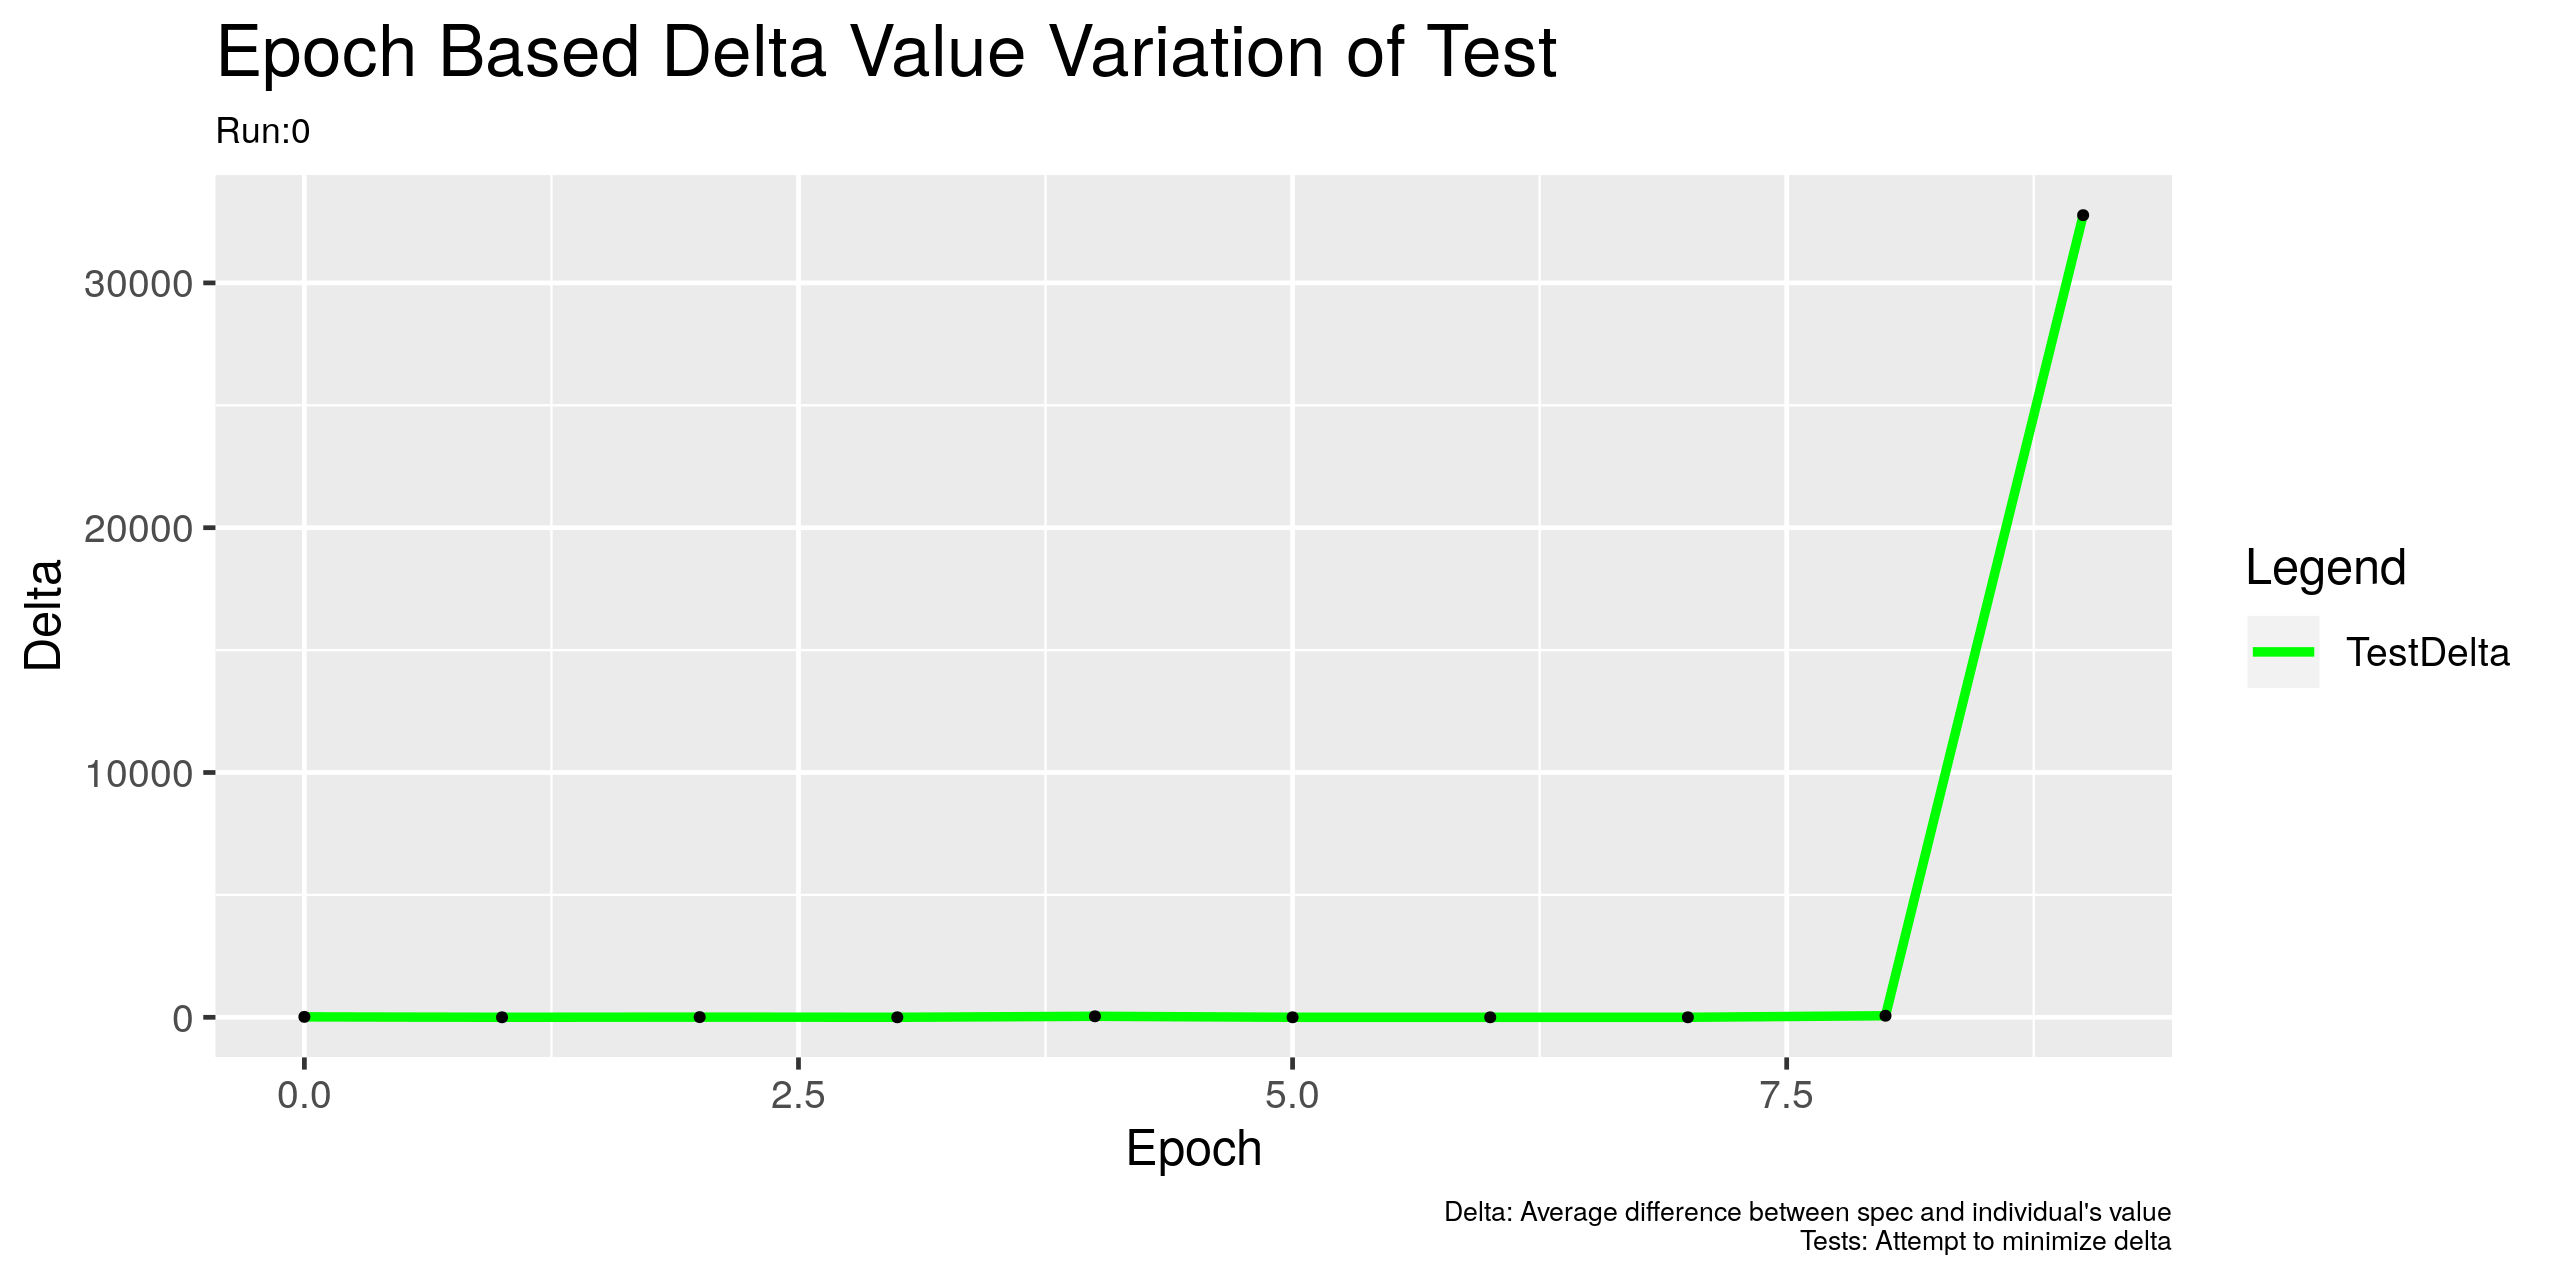 Epoch Based Delta Value Variation of Test
Run:0
30000
20000
10000
0
Delta
0.0 2.5 5.0 7.5
Epoch
Legend
TestDelta
Delta: Average difference between spec and individual's value
Tests: Attempt to minimize delta